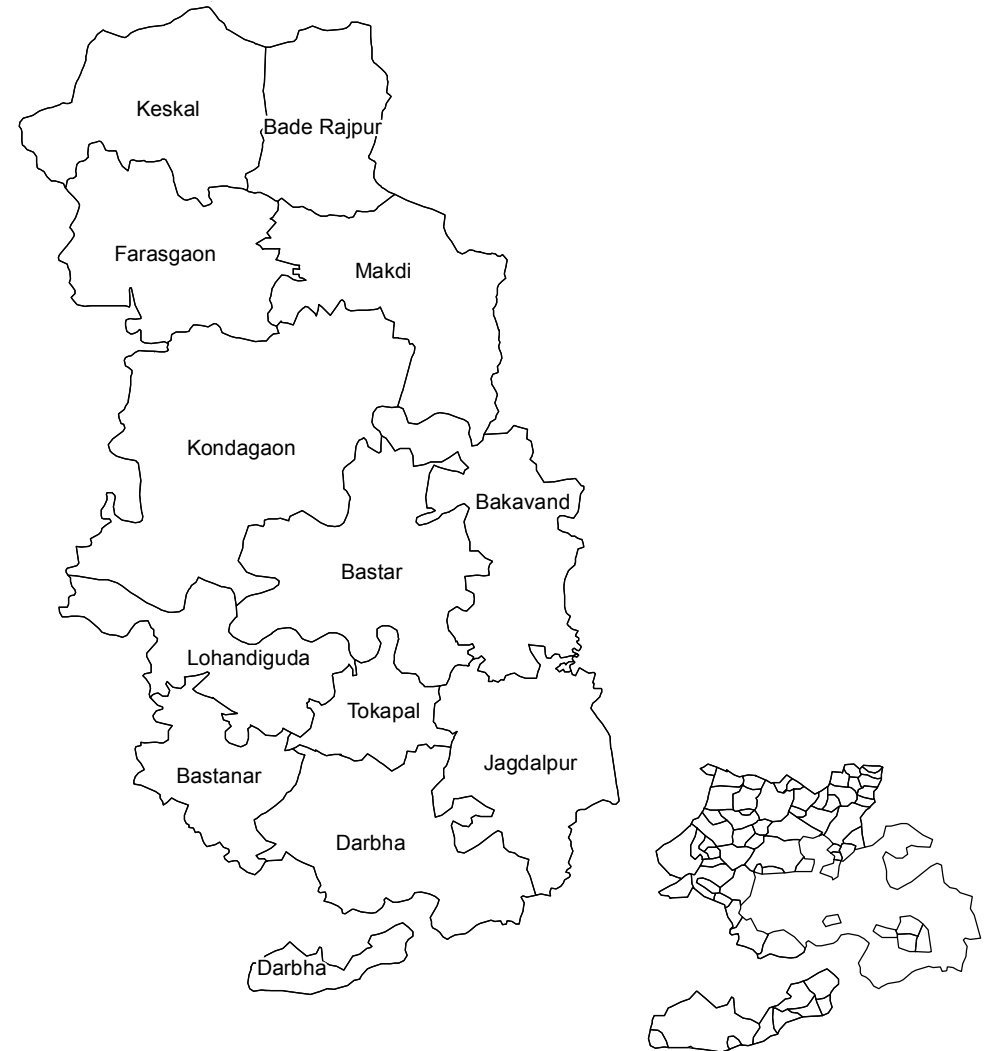 Keskal
Bade Rajpur
Farasgaon
Makdi
Kondagaon
Bakavand
Bastar
Lohandiguda
Tokapal
Jagdalpur
Bastanar
Darbha
Darbha